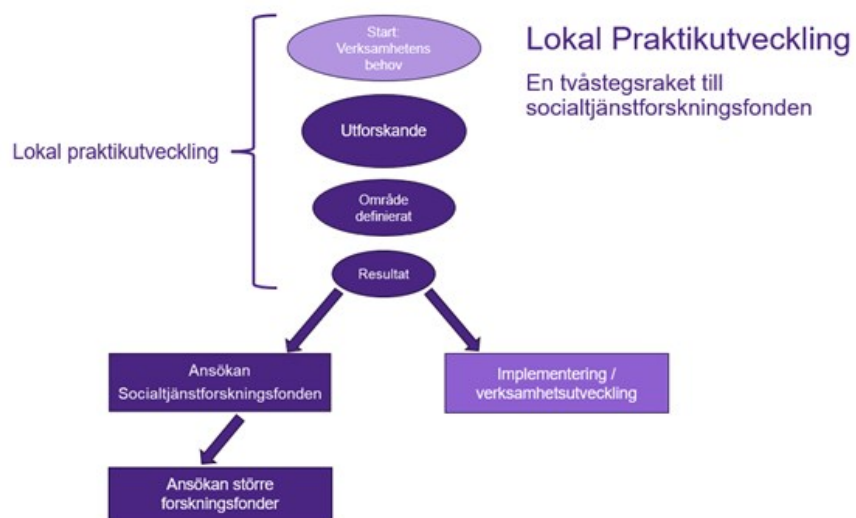 Lokal Praktikutveckling
En tvåstegsraket till
socialtjänstforskningsfonden
Lokal praktikutveckling
Start:
Verksamhetens
behov
Utforskande
Område
definierat
Resultat
Ansökan
Socialtjänstforskningsfonden
Implementering /
verksamhetsutveckling
Ansökan större
forskningsfonder